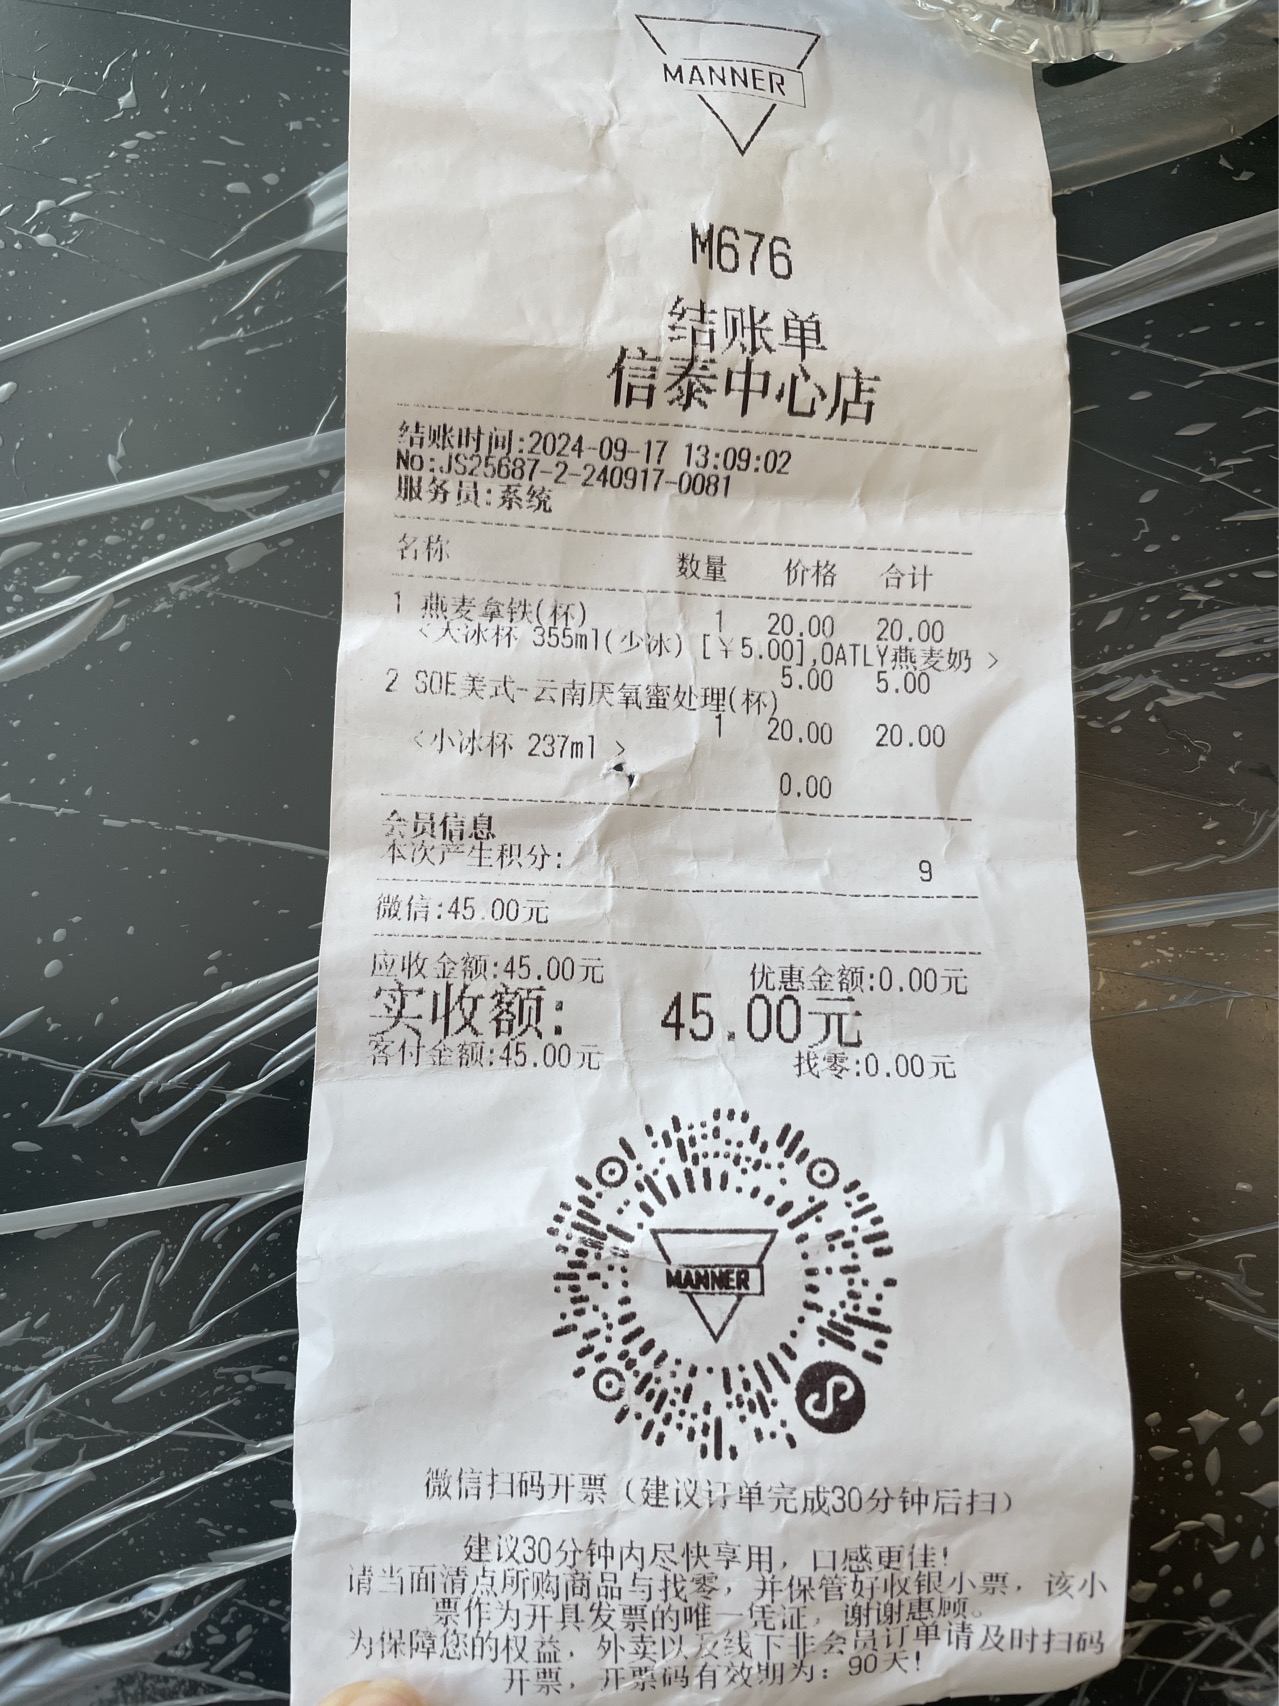 MANNER
M676
结账单
信泰中心店
结账时间:2024-09-17 13:09:02
No:JS25687-2-240917-0081
服务员:系统
名称 数量 价格 合计
1 燕麦拿铁(杯) 1 20.00 20.00
<大冰杯 355ml(少冰) [￥5.00],OATLY燕麦奶 >
5.00 5.00
2 SOE美式-云南厌氧蜜处理(杯)
1 20.00 20.00
<小冰杯 237ml >
0.00
会员信息
本次产生积分: 9
微信:45.00元
应收金额:45.00元 优惠金额:0.00元
实收额: 45.00元
客付金额:45.00元 找零:0.00元
MANNER
微信扫码开票（建议订单完成30分钟后扫）
建议30分钟内尽快享用，口感更佳!
请当面清点所购商品与找零，并保管好收银小票，该小
票作为开具发票的唯一凭证，谢谢惠顾。
为保障您的权益，外卖以及线下非会员订单请及时扫码
开票，开票码有效期为：90天!